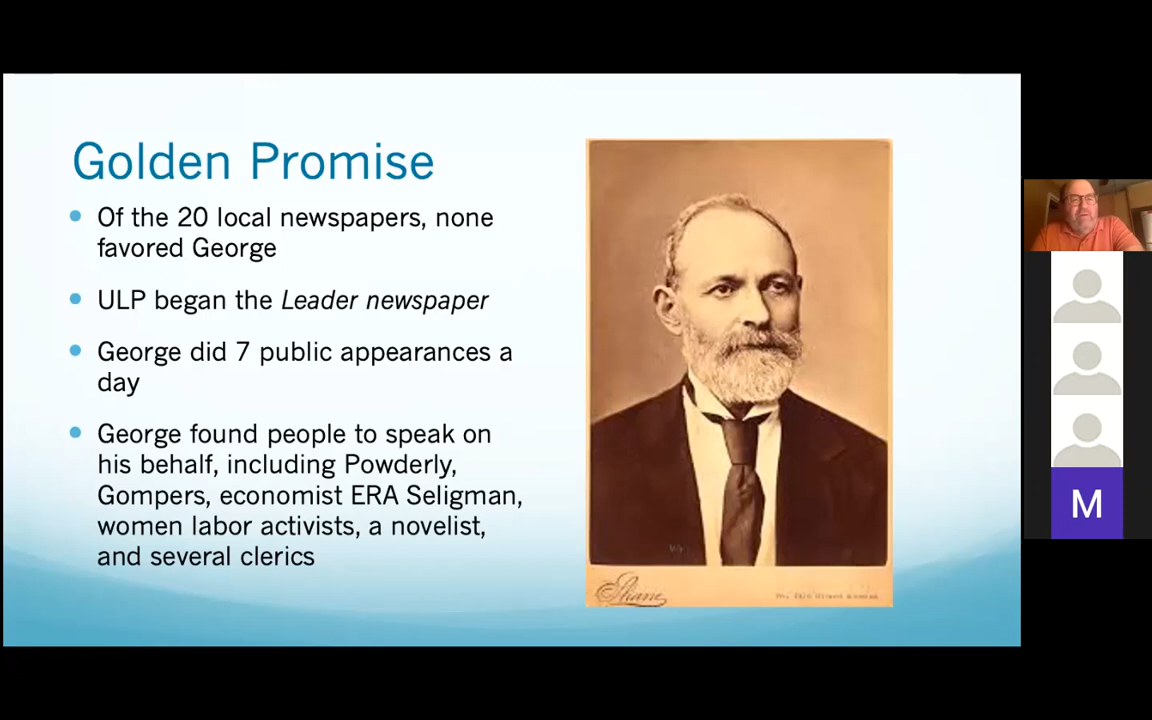 Golden Promise
Of the 20 local newspapers, none
favored George
ULP began the Leader newspaper
George did 7 public appearances a
day
George found people to speak on
his behalf, including Powderly,
Gompers, economist ERA Seligman,
women labor activists, a novelist,
and several clerics
M